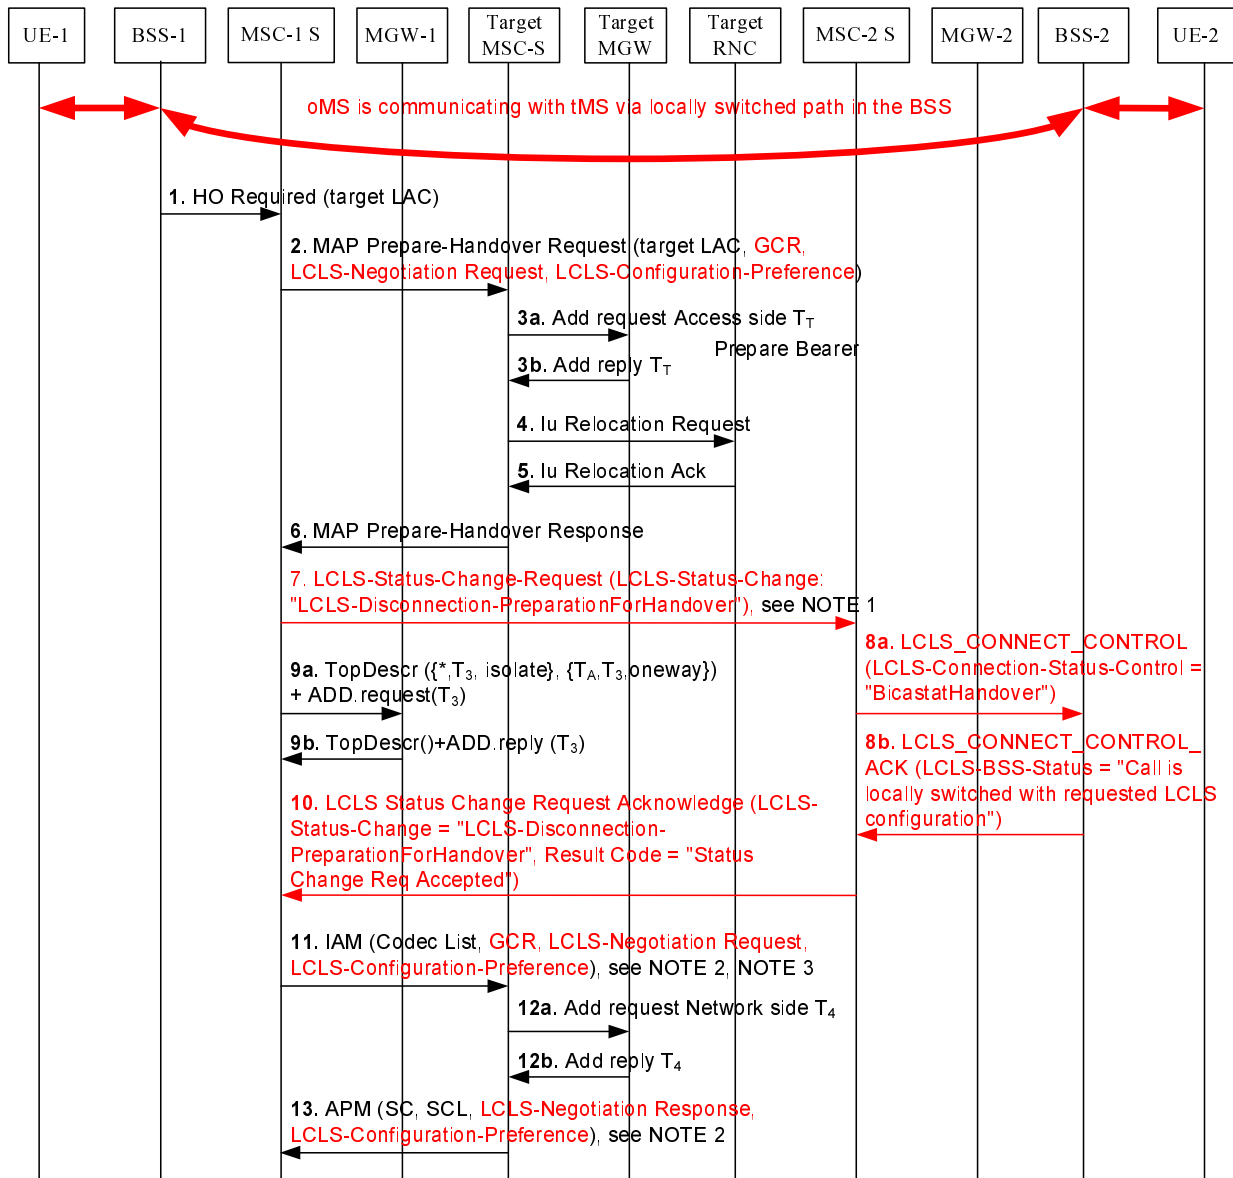 UE-1
BSS-1
MSC-1 S
MGW-1
Target
MSC-S
Target
MGW
Target
RNC
MSC-2 S
MGW-2
BSS-2
UE-2
oMS is communicating with tMS via locally switched path in the BSS
1. HO Required (target LAC)
2. MAP Prepare-Handover Request (target LAC, GCR,
LCLS-Negotiation Request, LCLS-Configuration-Preference)
3a. Add request Access side TT
Prepare Bearer
3b. Add reply TT
4. Iu Relocation Request
5. Iu Relocation Ack
6. MAP Prepare-Handover Response
7. LCLS-Status-Change-Request (LCLS-Status-Change:
"LCLS-Disconnection-PreparationForHandover"), see NOTE 1
8a. LCLS_CONNECT_CONTROL
(LCLS-Connection-Status-Control =
"BicastatHandover")
9a. TopDescr ({*,T3, isolate}, {TA,T3,oneway})
+ ADD.request(T3)
9b. TopDescr()+ADD.reply (T3)
8b. LCLS_CONNECT_CONTROL_
ACK (LCLS-BSS-Status = "Call is
locally switched with requested LCLS
configuration")
10. LCLS Status Change Request Acknowledge (LCLS-
Status-Change = "LCLS-Disconnection-
PreparationForHandover", Result Code = "Status
Change Req Accepted")
11. IAM (Codec List, GCR, LCLS-Negotiation Request,
LCLS-Configuration-Preference), see NOTE 2, NOTE 3
12a. Add request Network side T4
12b. Add reply T4
13. APM (SC, SCL, LCLS-Negotiation Response,
LCLS-Configuration-Preference), see NOTE 2